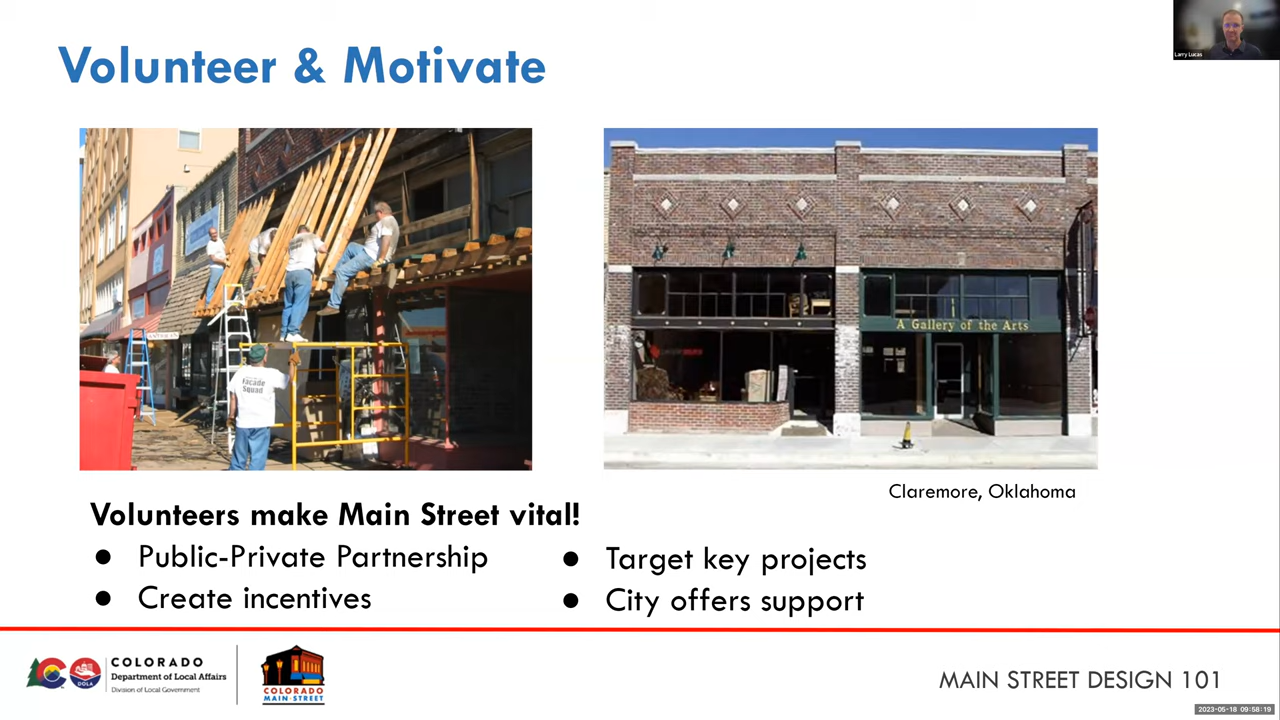 Larry Lucas
Volunteer & Motivate
Façade
Squad
A Gallery of the Arts
Claremore, Oklahoma
Volunteers make Main Street vital!
● Public-Private Partnership
● Create incentives
● Target key projects
● City offers support
CO
DOLA
COLORADO
Department of Local Affairs
Division of Local Government
COLORADO
MAIN STREET
MAIN STREET DESIGN 101
2023-05-18 09:58:19